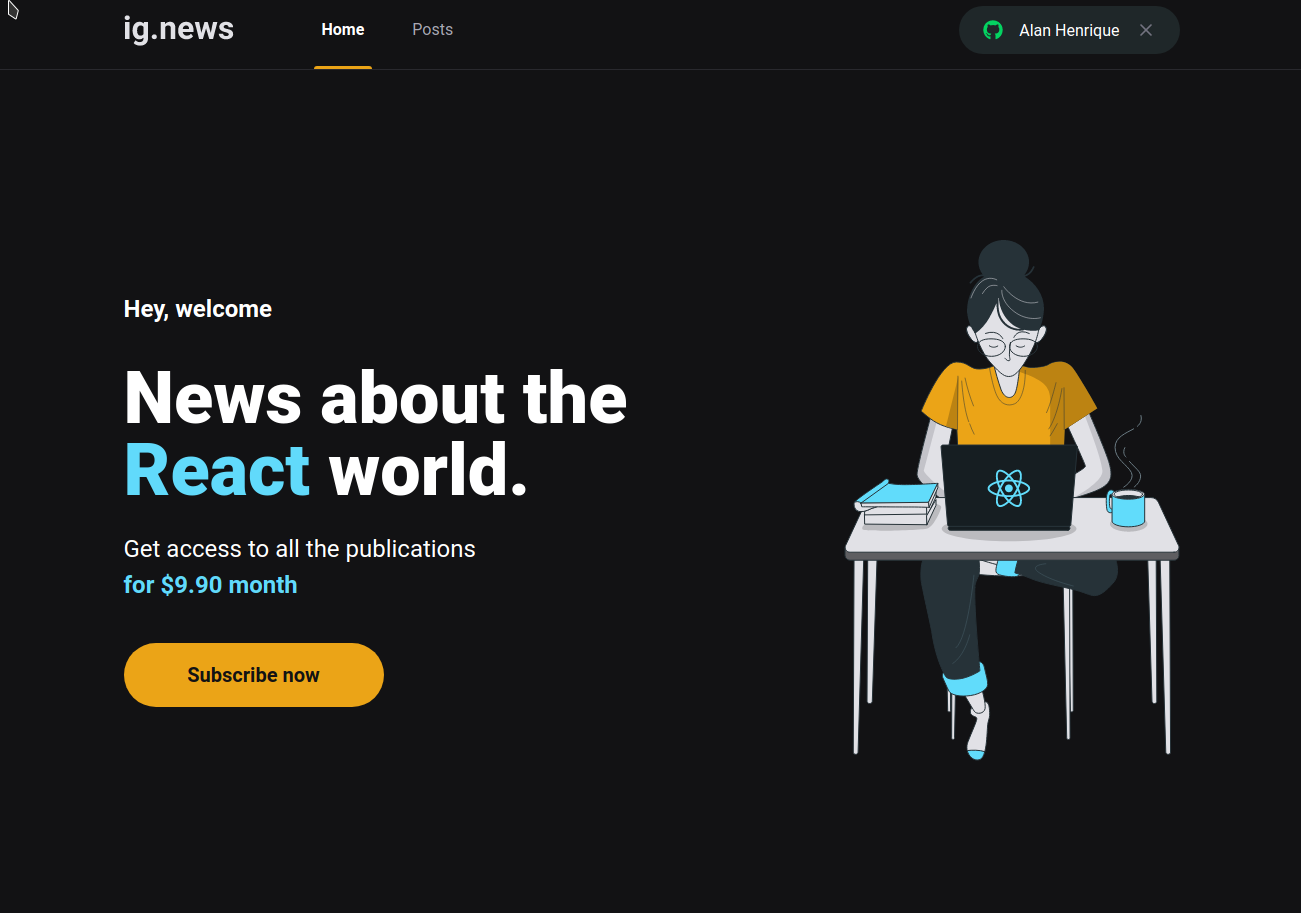 ig.news
Home
Posts
Alan Henrique
Hey, welcome
News about the
React world.
Get access to all the publications
for $9.90 month
Subscribe now